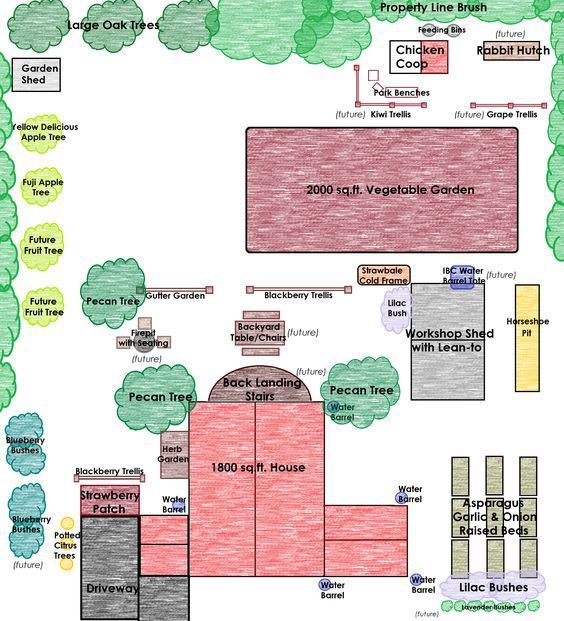 Property Line Brush
Large Oak Trees
Feeding Bins
(future)
Chicken
Coop
Rabbit Hutch
Garden
Shed
Park Benches
(future) Kiwi Trellis
(future) Grape Trellis
Yellow Delicious
Apple Tree
Fuji Apple
Tree
2000 sq.ft. Vegetable Garden
Future
Fruit Tree
Future
Fruit Tree
Strawbale
Cold Frame
IBC Water
Barrel Tote
(future)
Pecan Tree
Gutter Garden
Blackberry Trellis
Lilac
Bush
Workshop Shed
with Lean-to
Horseshoe
Pit
Firepit
with Seating
(future)
Backyard
Table/Chairs
(future)
(future)
Pecan Tree
Back Landing
Stairs
Pecan Tree
Water
Barrel
Blueberry
Bushes
Herb
Garden
1800 sq.ft. House
Blackberry Trellis
Strawberry
Patch
Water
Barrel
Water
Barrel
Asparagus
Garlic & Onion
Raised Beds
Blueberry
Bushes
(future)
Potted
Citrus
Trees
Driveway
Water
Barrel
Water
Barrel
Lilac Bushes
(future)
Lavender Bushes